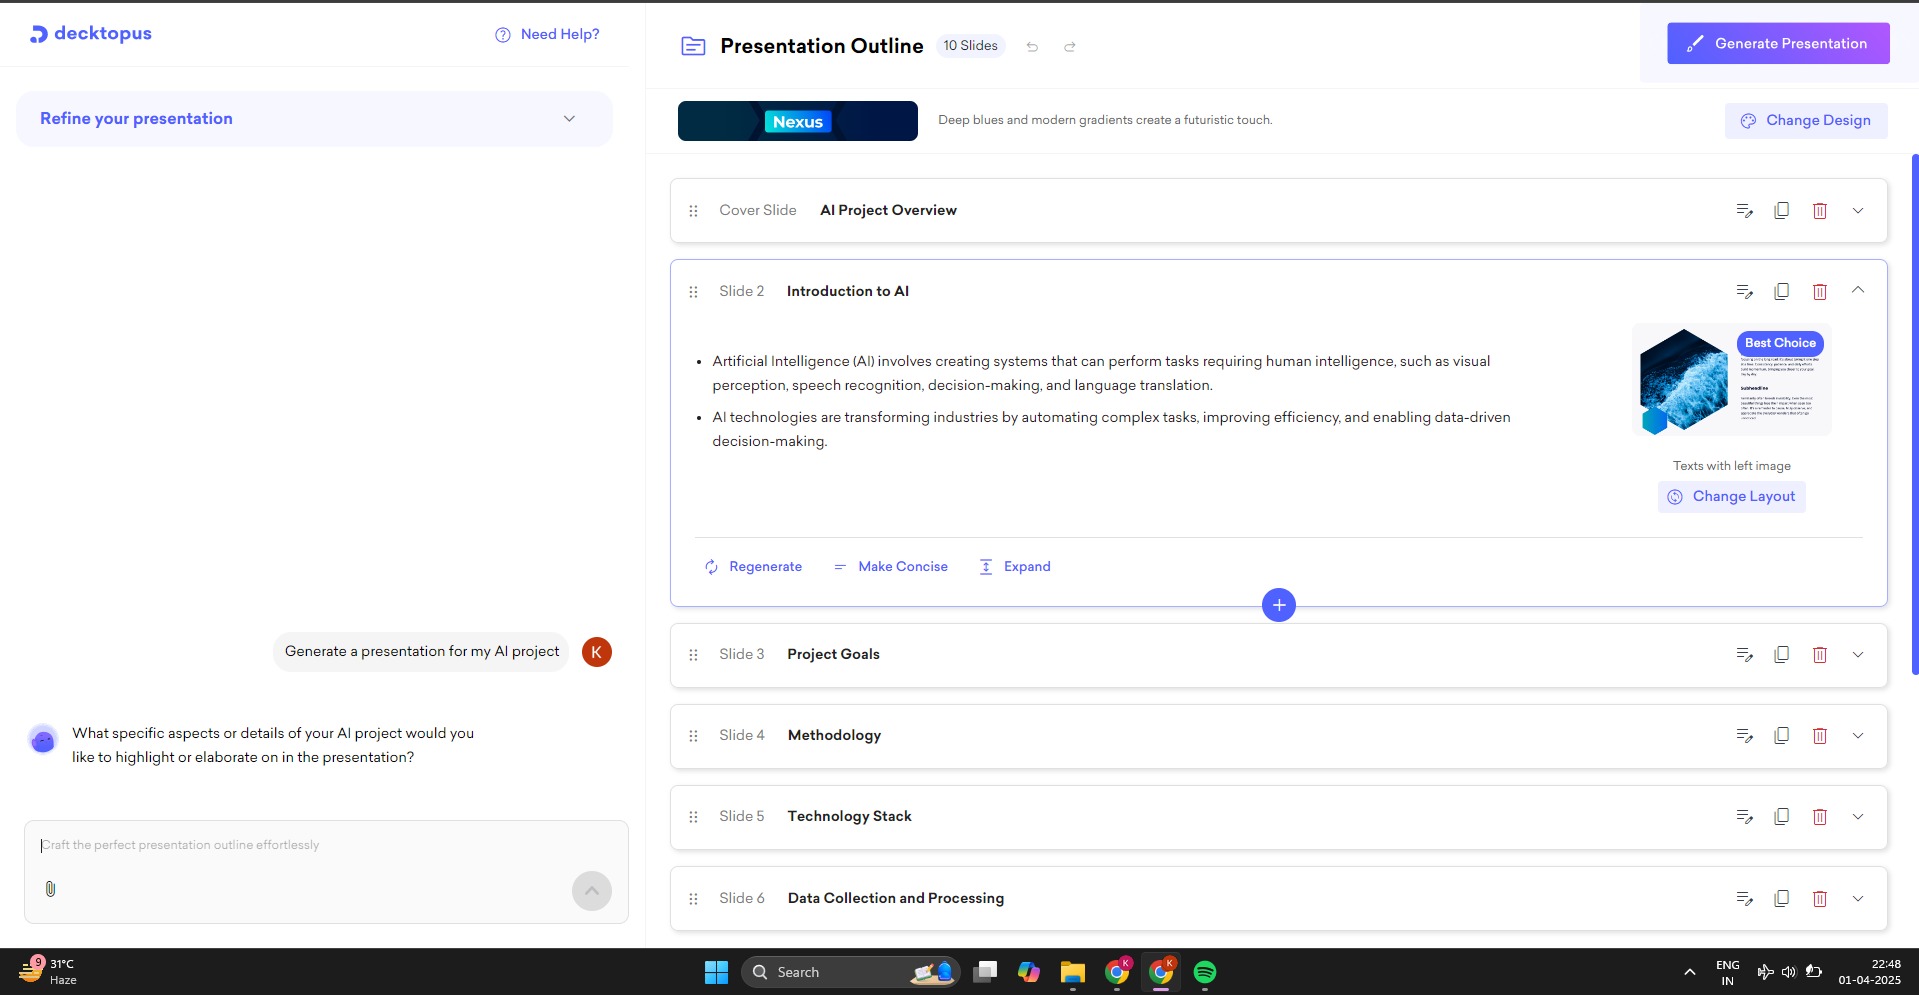 decktopus
Need Help?
Refine your presentation
Generate a presentation for my AI project
K
What specific aspects or details of your AI project would you
like to highlight or elaborate on in the presentation?
Craft the perfect presentation outline effortlessly
Presentation Outline
10 Slides
Generate Presentation
Nexus
Deep blues and modern gradients create a futuristic touch.
Change Design
Cover Slide AI Project Overview
Slide 2 Introduction to AI
• Artificial Intelligence (AI) involves creating systems that can perform tasks requiring human intelligence, such as visual
perception, speech recognition, decision-making, and language translation.
• AI technologies are transforming industries by automating complex tasks, improving efficiency, and enabling data-driven
decision-making.
Best Choice
Subheadline
Texts with left image
Change Layout
Regenerate
Make Concise
Expand
Slide 3 Project Goals
Slide 4 Methodology
Slide 5 Technology Stack
Slide 6 Data Collection and Processing
9
31°C
Haze
Search
K
K
ENG
IN
22:48
01-04-2025